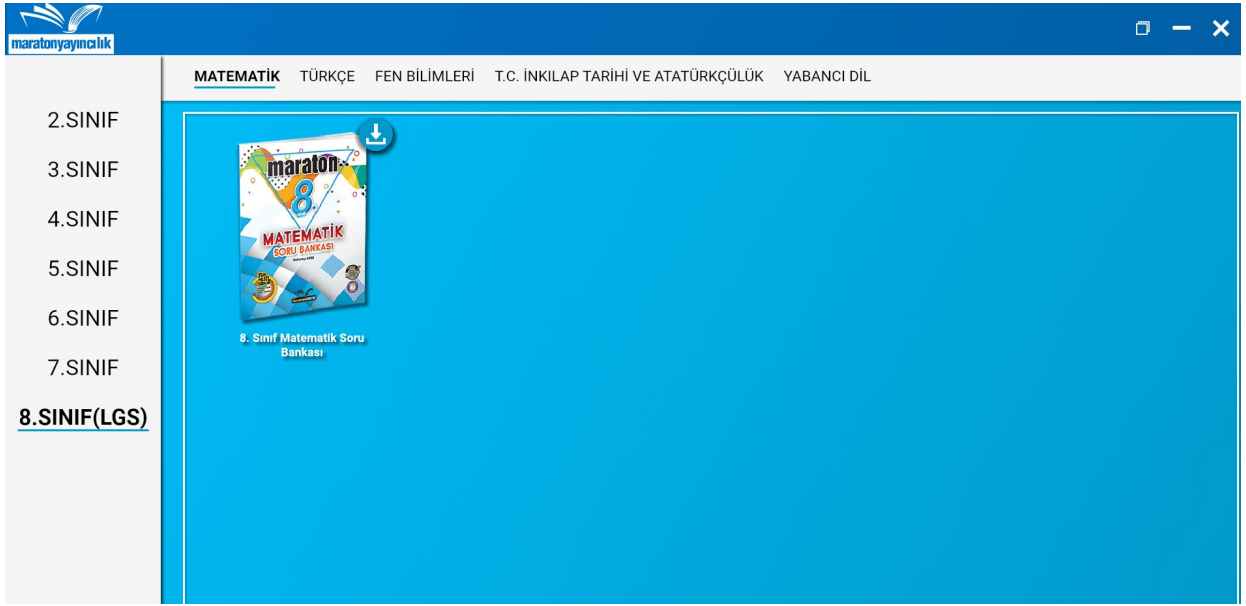 maratonyayıncılık
MATEMATİK TÜRKÇE FEN BİLİMLERİ T.C. İNKILAP TARİHİ VE ATATÜRKÇÜLÜK YABANCI DİL
2.SINIF
3.SINIF
4.SINIF
5.SINIF
6.SINIF
7.SINIF
8.SINIF(LGS)
maraton
8.
MATEMATİK
SORU BANKASI
8. Sınıf Matematik Soru
Bankası